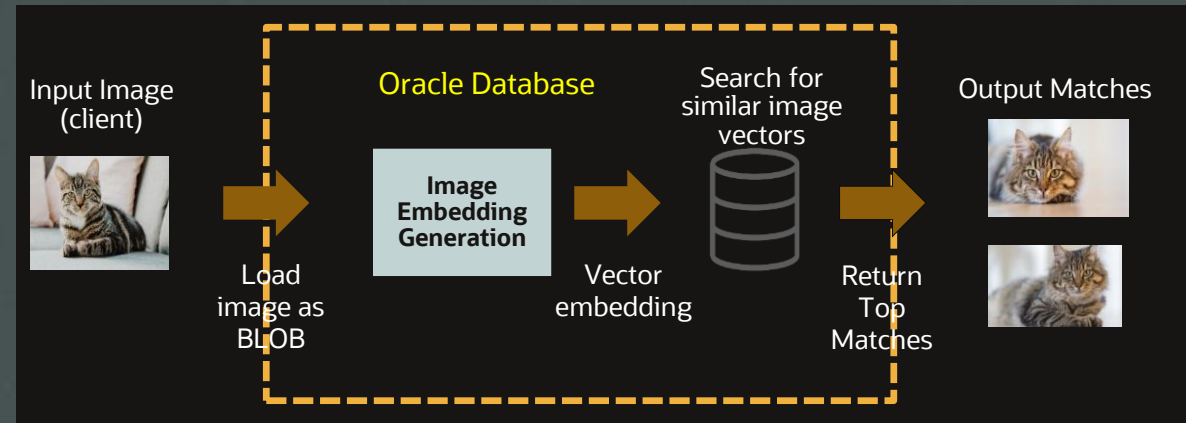 Input Image
(client)
Oracle Database
Search for
similar image
vectors
Output Matches
Image
Embedding
Generation
Load
image as
BLOB
Vector
embedding
Return
Top
Matches